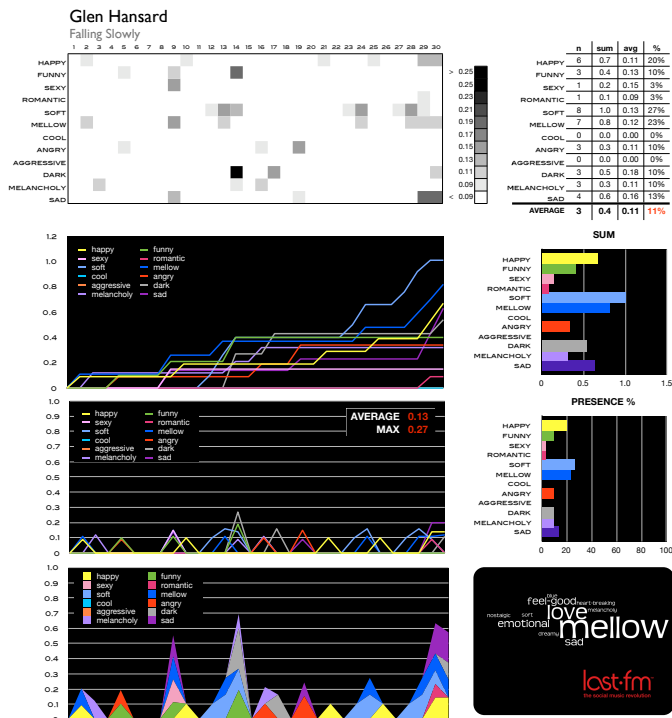 Glen Hansard
Falling Slowly
1 2 3 4 5 6 7 8 9 10 11 12 13 14 15 16 17 18 19 20 21 22 23 24 25 26 27 28 29 30
HAPPY
FUNNY
SEXY
ROMANTIC
SOFT
MELLOW
COOL
ANGRY
AGGRESSIVE
DARK
MELANCHOLY
SAD
> 0.25
0.25
0.23
0.21
0.19
0.17
0.15
0.13
0.11
0.09
< 0.09
n sum avg %
HAPPY 6 0.7 0.11 20%
FUNNY 3 0.4 0.13 10%
SEXY 1 0.2 0.15 3%
ROMANTIC 1 0.1 0.09 3%
SOFT 8 1.0 0.13 27%
MELLOW 7 0.8 0.12 23%
COOL 0 0.0 0.00 0%
ANGRY 3 0.3 0.11 10%
AGGRESSIVE 0 0.0 0.00 0%
DARK 3 0.5 0.18 10%
MELANCHOLY 3 0.3 0.11 10%
SAD 4 0.6 0.16 13%
AVERAGE 3 0.4 0.11 11%
1.2
1.0
0.8
0.6
0.4
0.2
0
happy funny
sexy romantic
soft mellow
cool angry
aggressive dark
melancholy sad
SUM
HAPPY
FUNNY
SEXY
ROMANTIC
SOFT
MELLOW
COOL
ANGRY
AGGRESSIVE
DARK
MELANCHOLY
SAD
0 0.5 1.0 1.5
1.0
0.9
0.8
0.7
0.6
0.5
0.4
0.3
0.2
0.1
0
happy funny
sexy romantic
soft mellow
cool angry
aggressive dark
melancholy sad
AVERAGE 0.13
MAX 0.27
PRESENCE %
HAPPY
FUNNY
SEXY
ROMANTIC
SOFT
MELLOW
COOL
ANGRY
AGGRESSIVE
DARK
MELANCHOLY
SAD
0 20 40 60 80 100
1.0
0.9
0.8
0.7
0.6
0.5
0.4
0.3
0.2
0.1
0
happy funny
sexy romantic
soft mellow
cool angry
aggressive dark
melancholy sad
blue
feel-good heart-breaking
love melancholy
nostalgic soft
emotional mellow
dreamy
sad
last.fm
the social music revolution